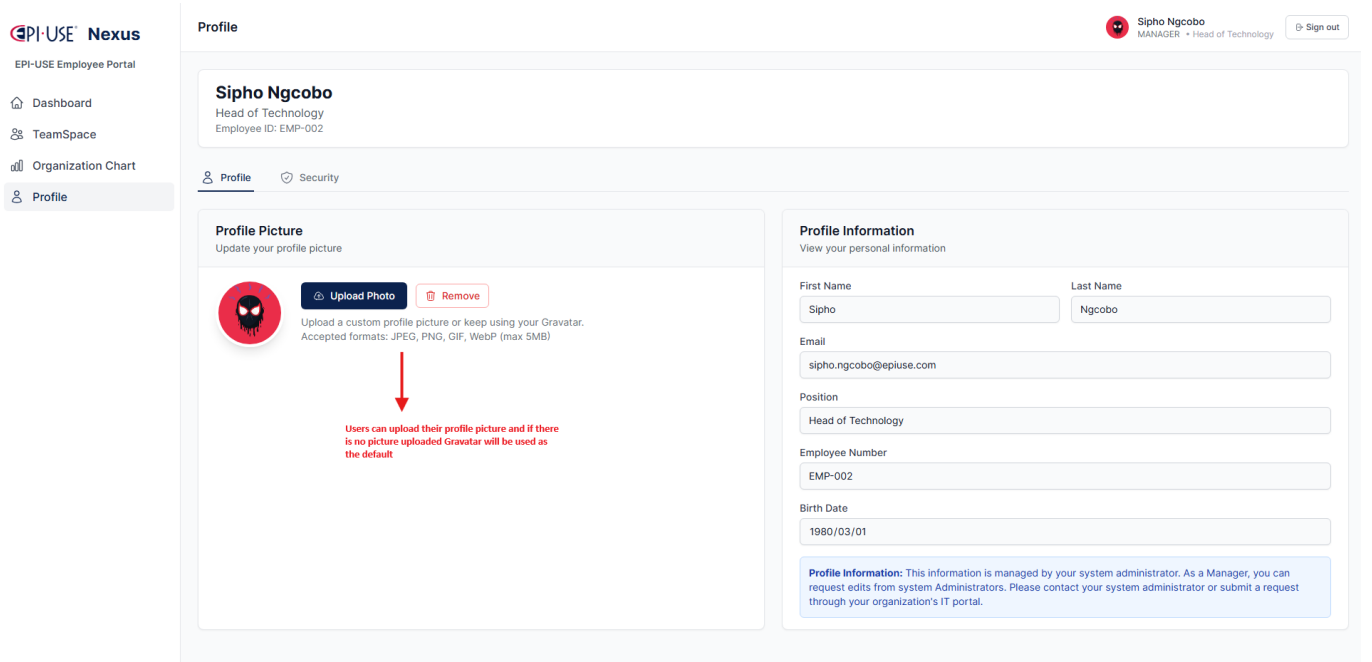 EPI·USE® Nexus
EPI-USE Employee Portal
Dashboard
TeamSpace
Organization Chart
Profile
Profile
Sipho Ngcobo
MANAGER • Head of Technology
Sign out
Sipho Ngcobo
Head of Technology
Employee ID: EMP-002
Profile
Security
Profile Picture
Update your profile picture
Upload Photo
Remove
Upload a custom profile picture or keep using your Gravatar.
Accepted formats: JPEG, PNG, GIF, WebP (max 5MB)
Users can upload their profile picture and if there
is no picture uploaded Gravatar will be used as
the default
Profile Information
View your personal information
First Name
Last Name
Sipho
Ngcobo
Email
sipho.ngcobo@epiuse.com
Position
Head of Technology
Employee Number
EMP-002
Birth Date
1980/03/01
Profile Information: This information is managed by your system administrator. As a Manager, you can
request edits from system Administrators. Please contact your system administrator or submit a request
through your organization's IT portal.